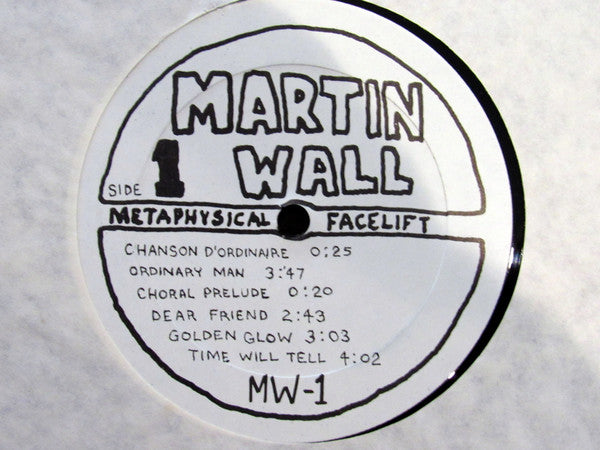 MARTIN
WALL
SIDE 1
METAPHYSICAL FACELIFT
CHANSON D'ORDINAIRE 0:25
ORDINARY MAN 3:47
CHORAL PRELUDE 0:20
DEAR FRIEND 2:43
GOLDEN GLOW 3:03
TIME WILL TELL 4:02
MW-1